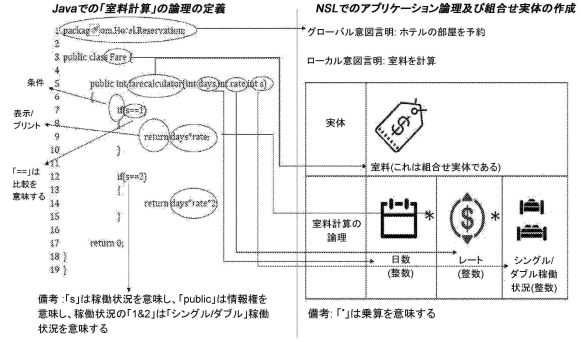 Javaでの「室料計算」の論理の定義
1 package com.Hotel.Reservation;
2
3 public class Fare {
4
5 public int farecalculator(int days,int rate,int s)
6 {
7 if(s==1)
8 {
9 return days*rate;
10 }
11
12 if(s==2)
13 {
14 return days*rate*2;
15 }
16
17 return 0;
18 }
19 }
条件
表示/
プリント
「==」は
比較を
意味する
備考:「s」は稼働状況を意味し、「public」は情報権を
意味し、稼働状況の「1&2」は「シングル/ダブル」稼働
状況を意味する
NSLでのアプリケーション論理及び組合せ実体の作成
グローバル意図言明: ホテルの部屋を予約
ローカル意図言明: 室料を計算
実体
室料(これは組合せ実体である)
室料計算の
論理
* *
日数
(整数)
レート
(整数)
シングル/
ダブル稼働
状況(整数)
備考:「*」は乗算を意味する